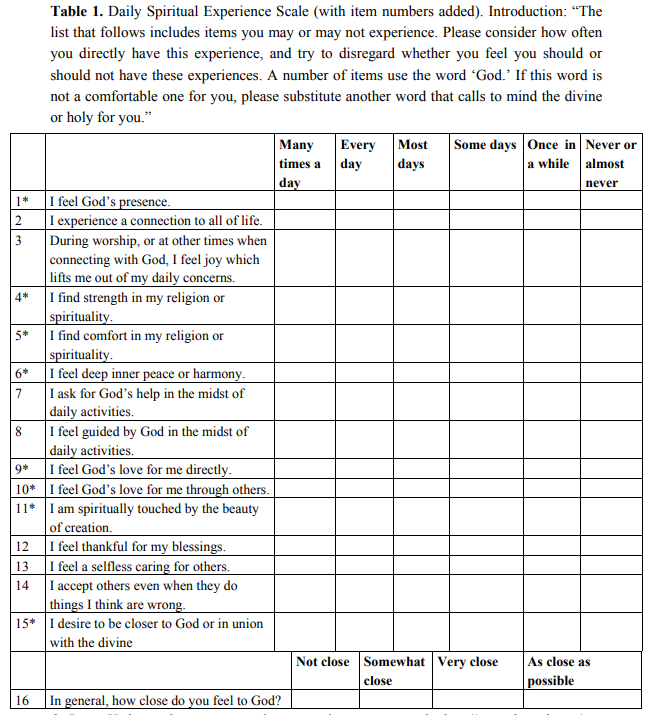 Table 1. Daily Spiritual Experience Scale (with item numbers added). Introduction: “The
list that follows includes items you may or may not experience. Please consider how often
you directly have this experience, and try to disregard whether you feel you should or
should not have these experiences. A number of items use the word ‘God.’ If this word is
not a comfortable one for you, please substitute another word that calls to mind the divine
or holy for you.”
Many times a day
Every day
Most days
Some days
Once in a while
Never or almost never
1* I feel God’s presence.
2 I experience a connection to all of life.
3 During worship, or at other times when
connecting with God, I feel joy which
lifts me out of my daily concerns.
4* I find strength in my religion or
spirituality.
5* I find comfort in my religion or
spirituality.
6* I feel deep inner peace or harmony.
7 I ask for God’s help in the midst of
daily activities.
8 I feel guided by God in the midst of
daily activities.
9* I feel God’s love for me directly.
10* I feel God’s love for me through others.
11* I am spiritually touched by the beauty
of creation.
12 I feel thankful for my blessings.
13 I feel a selfless caring for others.
14 I accept others even when they do
things I think are wrong.
15* I desire to be closer to God or in union
with the divine
Not close
Somewhat close
Very close
As close as possible
16 In general, how close do you feel to God?